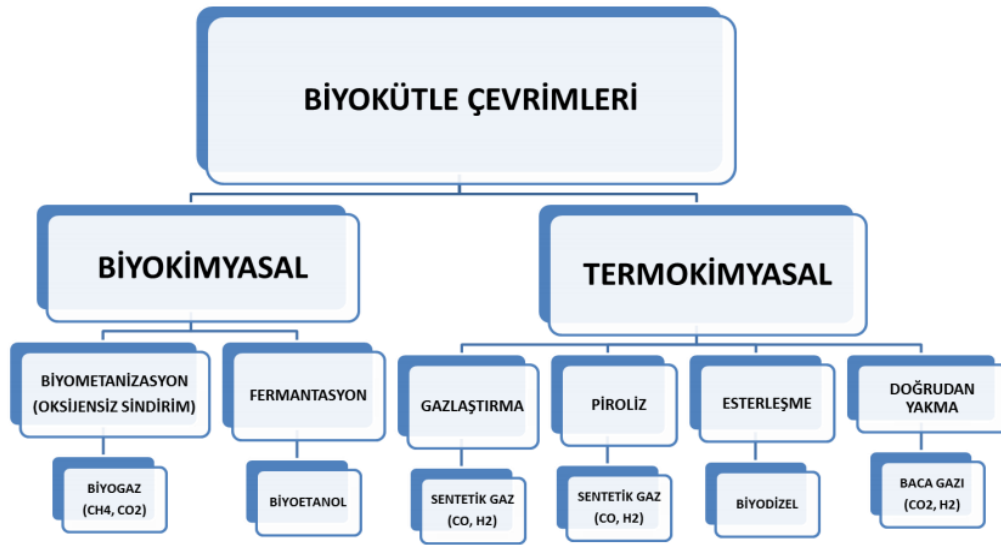 BİYOKÜTLE ÇEVRİMLERİ
BİYOKİMYASAL
TERMOKİMYASAL
BİYOMETANİZASYON
(OKSİJENSİZ SİNDİRİM)
FERMANTASYON
GAZLAŞTIRMA
PİROLİZ
ESTERLEŞME
DOĞRUDAN
YAKMA
BİYOGAZ
(CH4, CO2)
BİYOETANOL
SENTETİK GAZ
(CO, H2)
SENTETİK GAZ
(CO, H2)
BİYODİZEL
BACA GAZI
(CO2, H2)